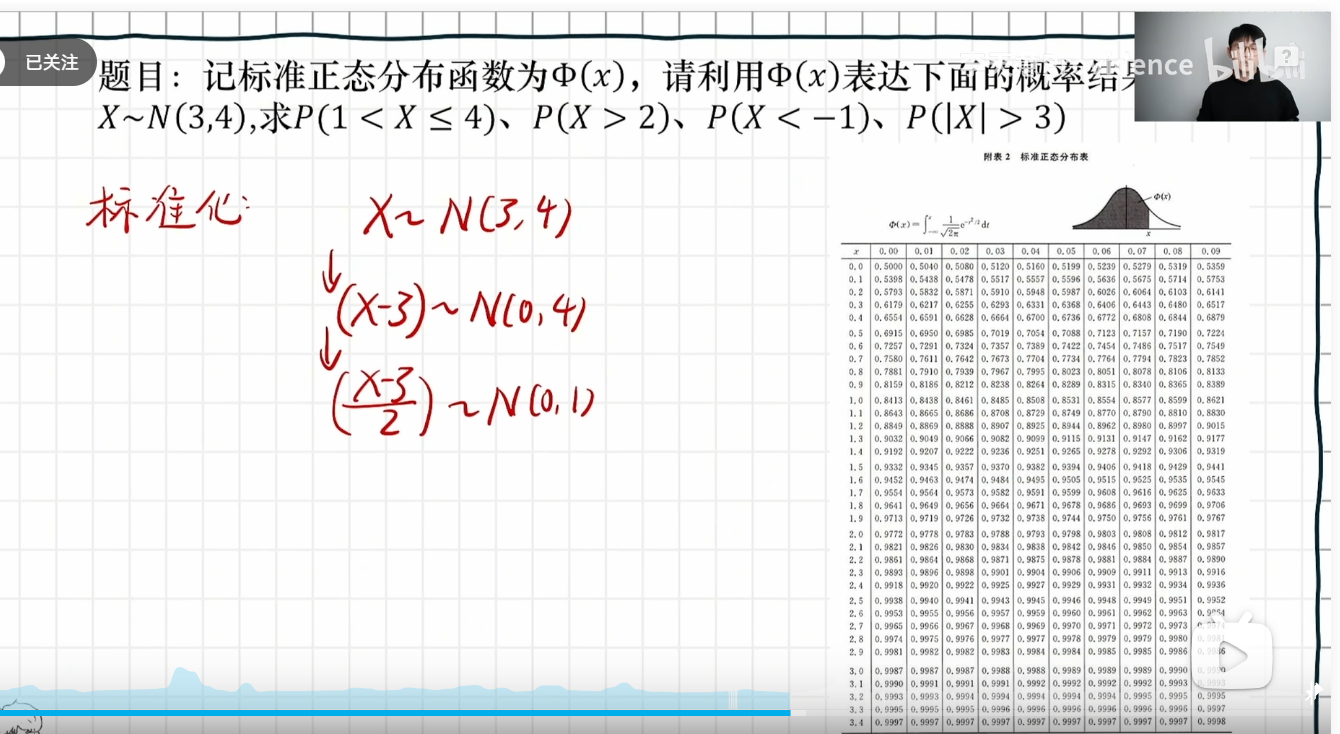 已关注
题目：记标准正态分布函数为Φ(x)，请利用Φ(x)表达下面的概率结
X~N(3,4),求P(1 < X ≤ 4)、P(X > 2)、P(X < −1)、P(|X| > 3)
附表 2 标准正态分布表
标准化:
X~N(3,4)
↓
(X-3)~N(0,4)
↓
(X-3/2)~N(0,1)
Φ(x)
Φ(x)=∫_{-∞}^{x} 1/√2π e^{-t²/2}dt
x
x 0.00 0.01 0.02 0.03 0.04 0.05 0.06 0.07 0.08 0.09
0.0 0.5000 0.5040 0.5080 0.5120 0.5160 0.5199 0.5239 0.5279 0.5319 0.5359
0.1 0.5398 0.5438 0.5478 0.5517 0.5557 0.5596 0.5636 0.5675 0.5714 0.5753
0.2 0.5793 0.5832 0.5871 0.5910 0.5948 0.5987 0.6026 0.6064 0.6103 0.6141
0.3 0.6179 0.6217 0.6255 0.6293 0.6331 0.6368 0.6406 0.6443 0.6480 0.6517
0.4 0.6554 0.6591 0.6628 0.6664 0.6700 0.6736 0.6772 0.6808 0.6844 0.6879
0.5 0.6915 0.6950 0.6985 0.7019 0.7054 0.7088 0.7123 0.7157 0.7190 0.7224
0.6 0.7257 0.7291 0.7324 0.7357 0.7389 0.7422 0.7454 0.7486 0.7517 0.7549
0.7 0.7580 0.7611 0.7642 0.7673 0.7704 0.7734 0.7764 0.7794 0.7823 0.7852
0.8 0.7881 0.7910 0.7939 0.7967 0.7995 0.8023 0.8051 0.8078 0.8106 0.8133
0.9 0.8159 0.8186 0.8212 0.8238 0.8264 0.8289 0.8315 0.8340 0.8365 0.8389
1.0 0.8413 0.8438 0.8461 0.8485 0.8508 0.8531 0.8554 0.8577 0.8599 0.8621
1.1 0.8643 0.8665 0.8686 0.8708 0.8729 0.8749 0.8770 0.8790 0.8810 0.8830
1.2 0.8849 0.8869 0.8888 0.8907 0.8925 0.8944 0.8962 0.8980 0.8997 0.9015
1.3 0.9032 0.9049 0.9066 0.9082 0.9099 0.9115 0.9131 0.9147 0.9162 0.9177
1.4 0.9192 0.9207 0.9222 0.9236 0.9251 0.9265 0.9278 0.9292 0.9306 0.9319
1.5 0.9332 0.9345 0.9357 0.9370 0.9382 0.9394 0.9406 0.9418 0.9429 0.9441
1.6 0.9452 0.9463 0.9474 0.9484 0.9495 0.9505 0.9515 0.9525 0.9535 0.9545
1.7 0.9554 0.9564 0.9573 0.9582 0.9591 0.9599 0.9608 0.9616 0.9625 0.9633
1.8 0.9641 0.9649 0.9656 0.9664 0.9671 0.9678 0.9686 0.9693 0.9699 0.9706
1.9 0.9713 0.9719 0.9726 0.9732 0.9738 0.9744 0.9750 0.9756 0.9761 0.9767
2.0 0.9772 0.9778 0.9783 0.9788 0.9793 0.9798 0.9803 0.9808 0.9812 0.9817
2.1 0.9821 0.9826 0.9830 0.9834 0.9838 0.9842 0.9846 0.9850 0.9854 0.9857
2.2 0.9861 0.9864 0.9868 0.9871 0.9875 0.9878 0.9881 0.9884 0.9887 0.9890
2.3 0.9893 0.9896 0.9898 0.9901 0.9904 0.9906 0.9909 0.9911 0.9913 0.9916
2.4 0.9918 0.9920 0.9922 0.9925 0.9927 0.9929 0.9931 0.9932 0.9934 0.9936
2.5 0.9938 0.9940 0.9941 0.9943 0.9945 0.9946 0.9948 0.9949 0.9951 0.9952
2.6 0.9953 0.9955 0.9956 0.9957 0.9959 0.9960 0.9961 0.9962 0.9963
2.7 0.9965 0.9966 0.9967 0.9968 0.9969 0.9970 0.9971 0.9972 0.9973
2.8 0.9974 0.9975 0.9976 0.9977 0.9977 0.9978 0.9979 0.9979 0.9980
2.9 0.9981 0.9982 0.9982 0.9983 0.9984 0.9984 0.9985 0.9985 0.9986
3.0 0.9987 0.9987 0.9987 0.9988 0.9988 0.9989 0.9989 0.9989 0.9990
3.1 0.9990 0.9991 0.9991 0.9991 0.9992 0.9992 0.9992 0.9992 0.9993
3.2 0.9993 0.9993 0.9994 0.9994 0.9994 0.9994 0.9994 0.9995 0.9995 0.9995
3.3 0.9995 0.9995 0.9995 0.9996 0.9996 0.9996 0.9996 0.9996 0.9996 0.9997
3.4 0.9997 0.9997 0.9997 0.9997 0.9997 0.9997 0.9997 0.9997 0.9997 0.9998